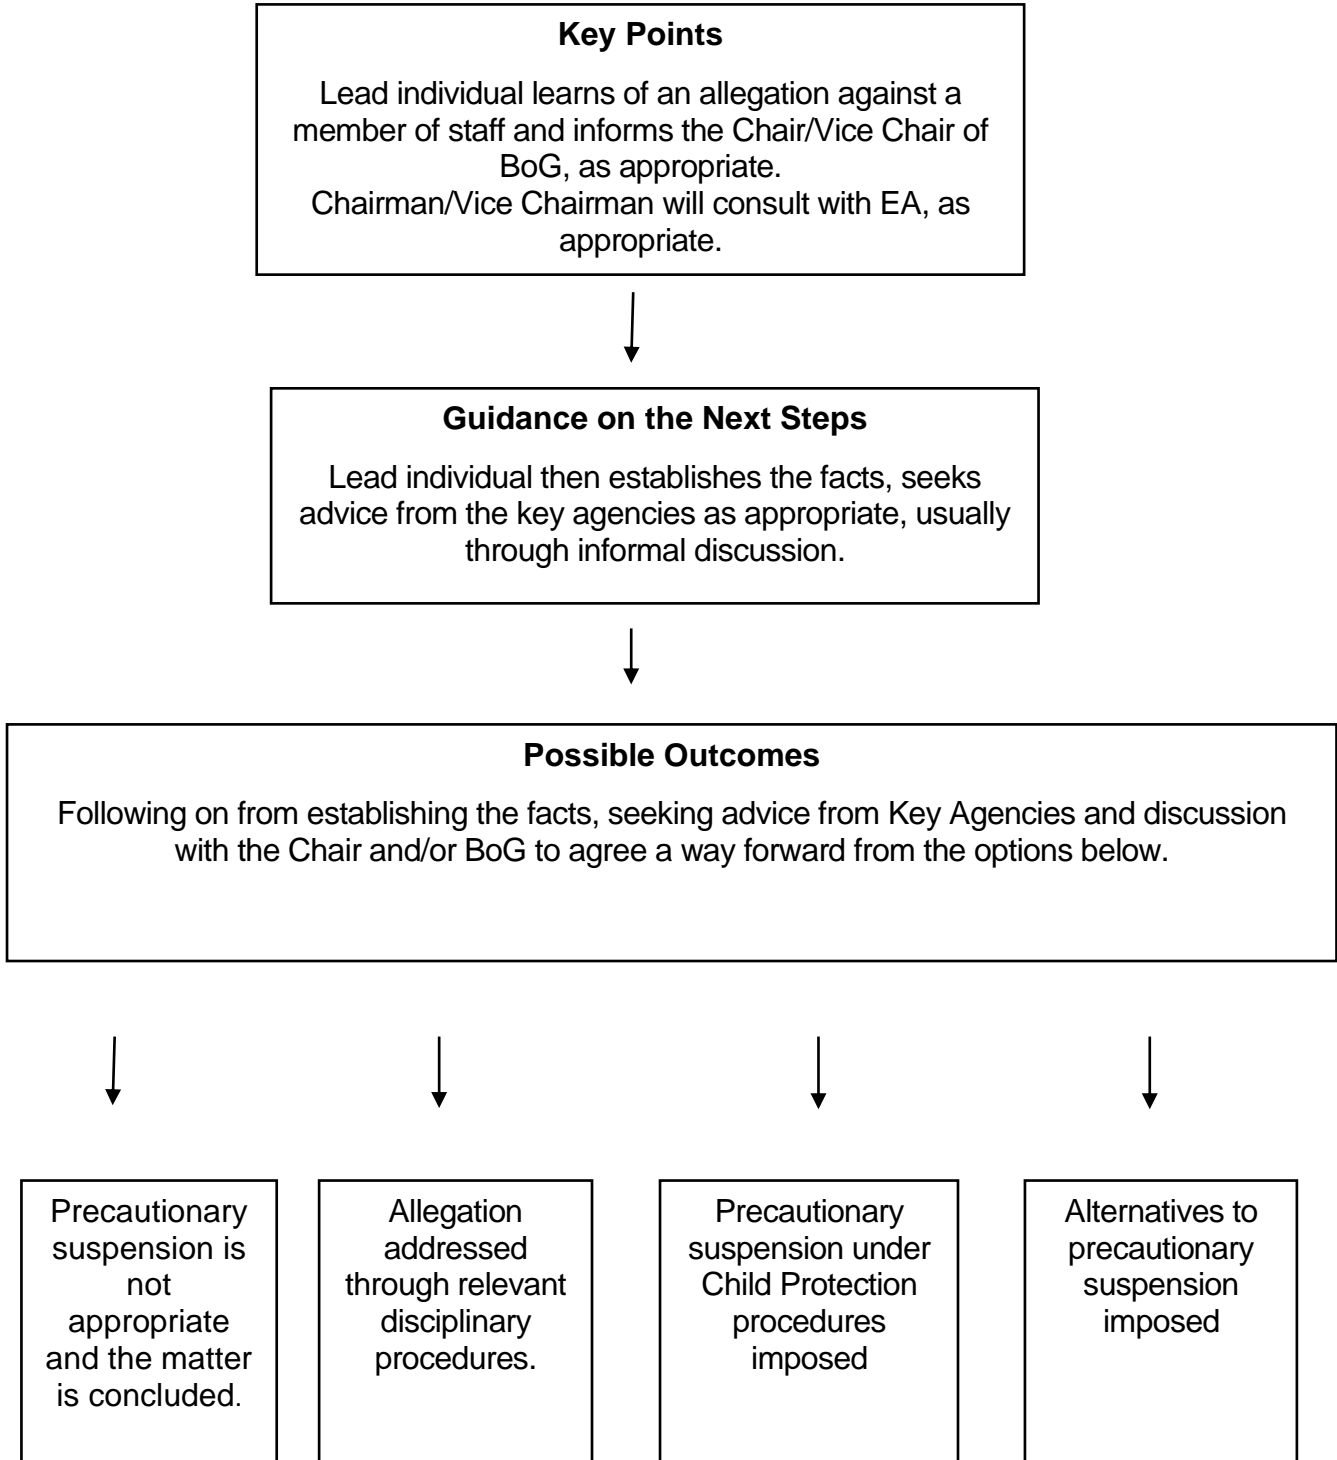 Key Points
Lead individual learns of an allegation against a
member of staff and informs the Chair/Vice Chair of
BoG, as appropriate.
Chairman/Vice Chairman will consult with EA, as
appropriate.
Guidance on the Next Steps
Lead individual then establishes the facts, seeks
advice from the key agencies as appropriate, usually
through informal discussion.
Possible Outcomes
Following on from establishing the facts, seeking advice from Key Agencies and discussion
with the Chair and/or BoG to agree a way forward from the options below.
Precautionary
suspension is
not
appropriate
and the matter
is concluded.
Allegation
addressed
through relevant
disciplinary
procedures.
Precautionary
suspension under
Child Protection
procedures
imposed
Alternatives to
precautionary
suspension
imposed